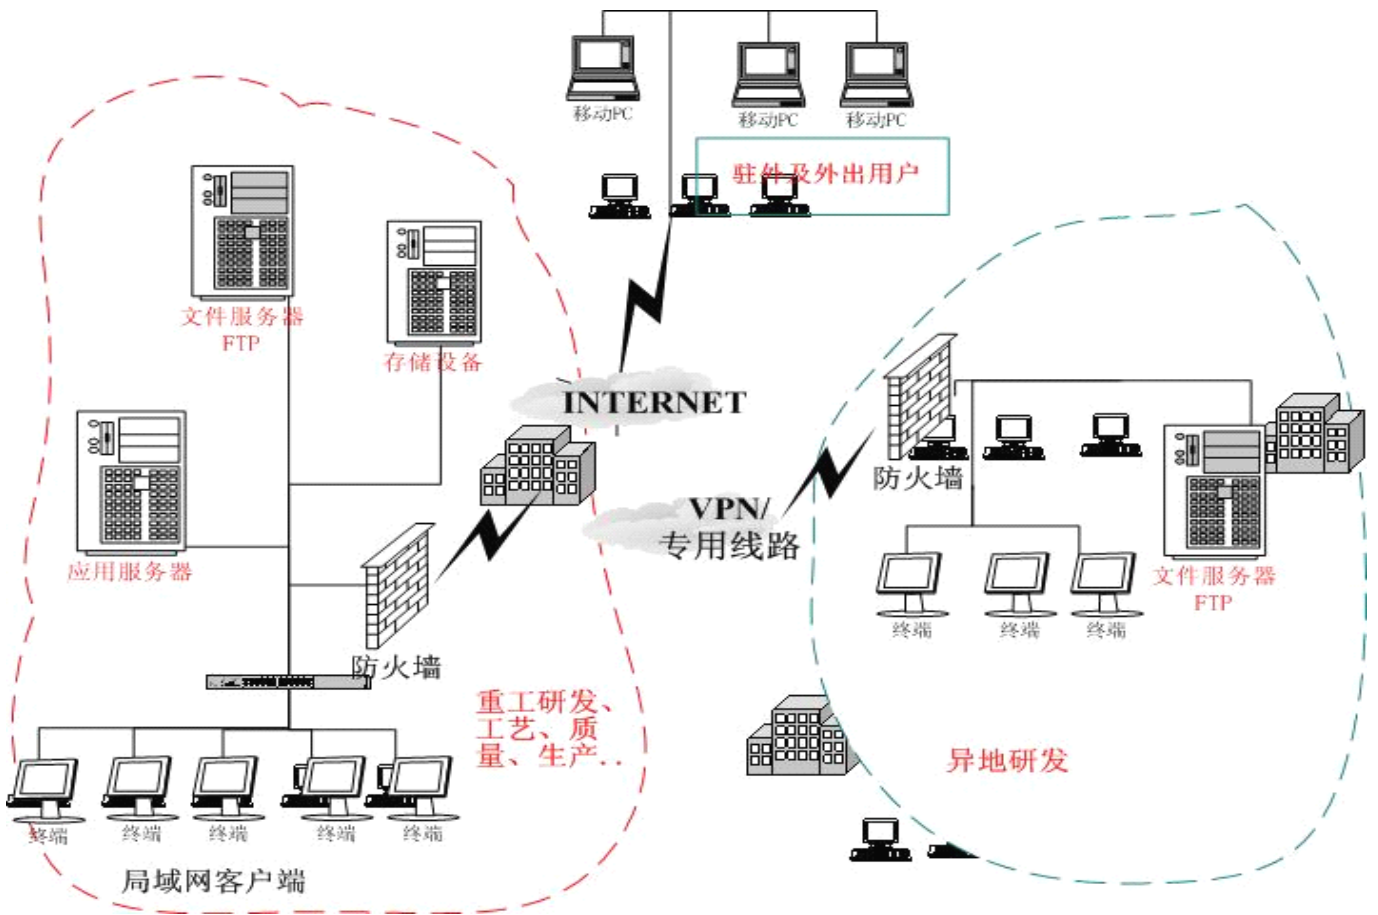 移动PC
移动PC
移动PC
驻外及外出用户
文件服务器
FTP
存储设备
INTERNET
防火墙
VPN/
专用线路
应用服务器
文件服务器
FTP
终端
终端
终端
防火墙
重工研发、
工艺、质
量、生产..
异地研发
终端
终端
终端
终端
终端
局域网客户端